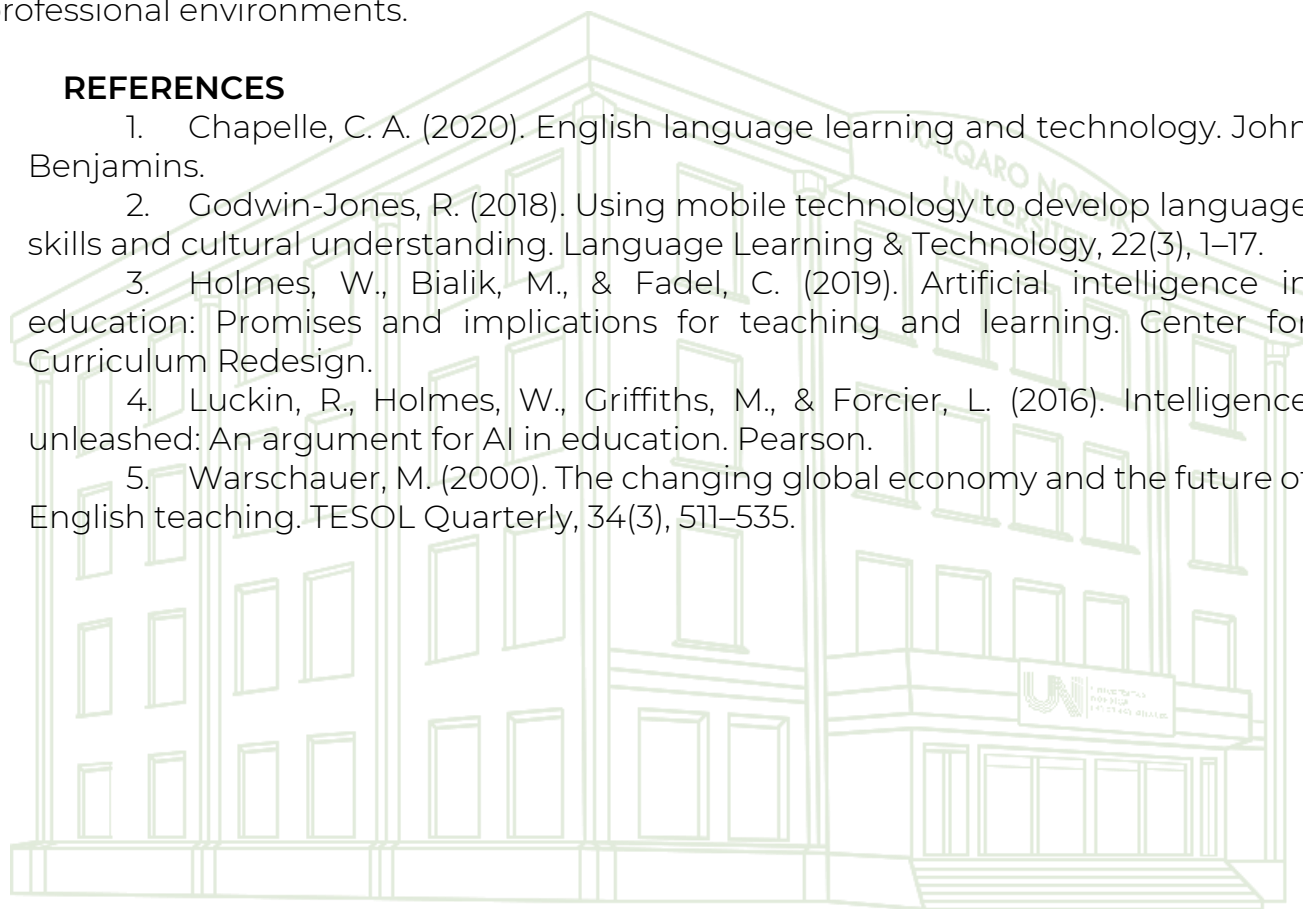 rofessional environments.
REFERENCES
1. Chapelle, C. A. (2020). English language learning and technology. John
Benjamins.
2. Godwin-Jones, R. (2018). Using mobile technology to develop language
skills and cultural understanding. Language Learning & Technology, 22(3), 1–17.
3. Holmes, W., Bialik, M., & Fadel, C. (2019). Artificial intelligence in
education: Promises and implications for teaching and learning. Center for
Curriculum Redesign.
4. Luckin, R., Holmes, W., Griffiths, M., & Forcier, L. (2016). Intelligence
unleashed: An argument for AI in education. Pearson.
5. Warschauer, M. (2000). The changing global economy and the future of
English teaching. TESOL Quarterly, 34(3), 511–535.
UNI